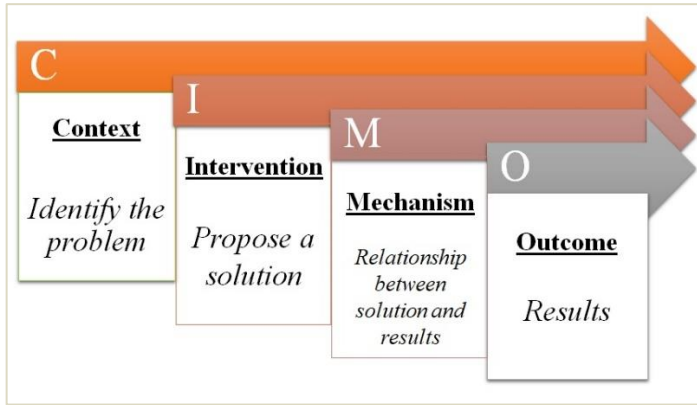 C
Context
Identify the
problem
I
Intervention
Propose a
solution
M
Mechanism
Relationship
between
solution and
results
O
Outcome
Results